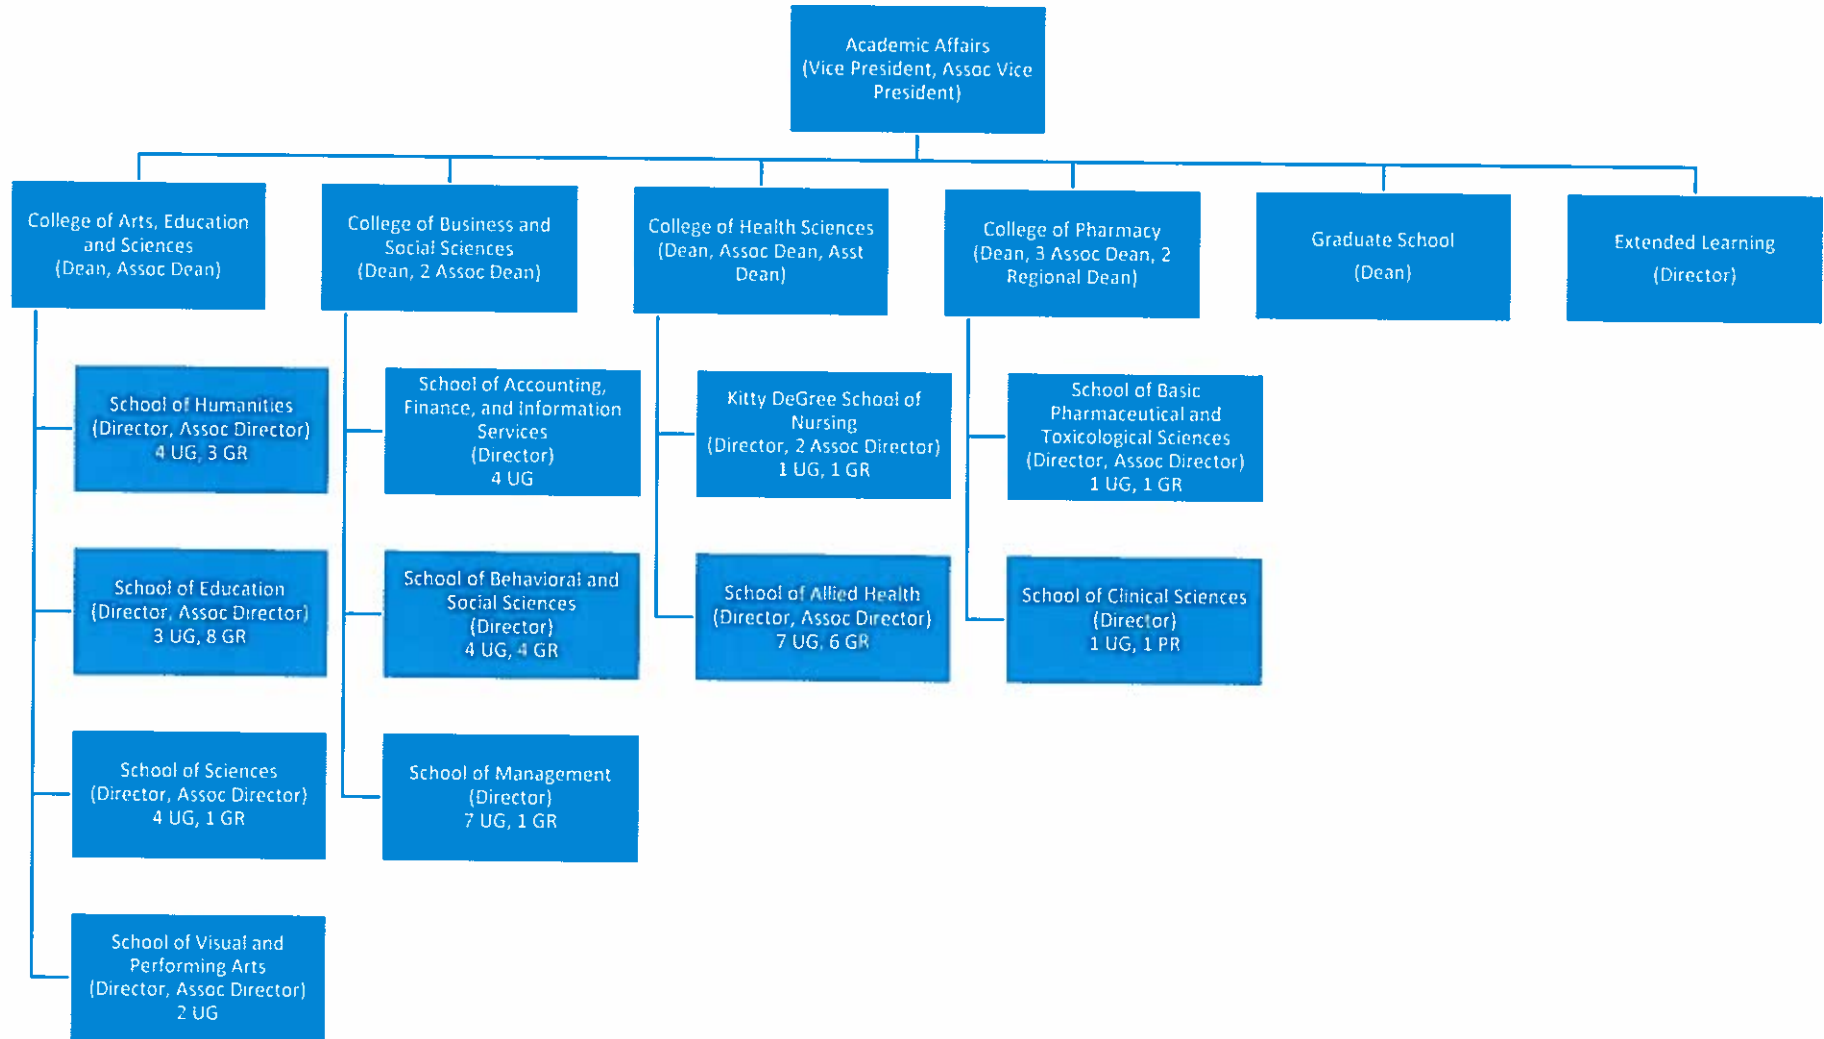 Academic Affairs
(Vice President, Assoc Vice
President)
College of Arts, Education
and Sciences
(Dean, Assoc Dean)
College of Business and
Social Sciences
(Dean, 2 Assoc Dean)
College of Health Sciences
(Dean, Assoc Dean, Asst
Dean)
College of Pharmacy
(Dean, 3 Assoc Dean, 2
Regional Dean)
Graduate School
(Dean)
Extended Learning
(Director)
School of Humanities
(Director, Assoc Director)
4 UG, 3 GR
School of Education
(Director, Assoc Director)
3 UG, 8 GR
School of Sciences
(Director, Assoc Director)
4 UG, 1 GR
School of Visual and
Performing Arts
(Director, Assoc Director)
2 UG
School of Accounting,
Finance, and Information
Services
(Director)
4 UG
School of Behavioral and
Social Sciences
(Director)
4 UG, 4 GR
School of Management
(Director)
7 UG, 1 GR
Kitty DeGree School of
Nursing
(Director, 2 Assoc Director)
1 UG, 1 GR
School of Allied Health
(Director, Assoc Director)
7 UG, 6 GR
School of Basic
Pharmaceutical and
Toxicological Sciences
(Director, Assoc Director)
1 UG, 1 GR
School of Clinical Sciences
(Director)
1 UG, 1 PR